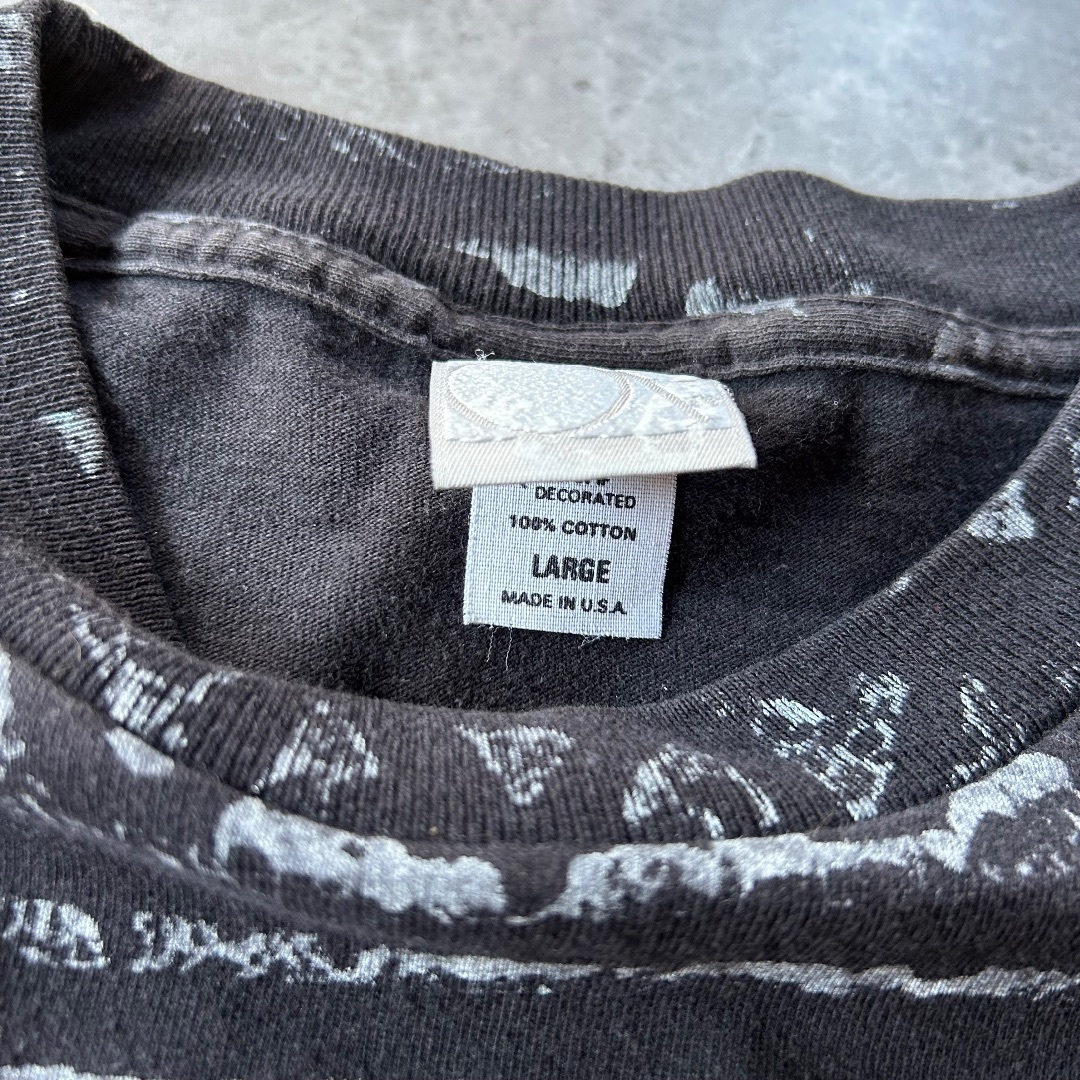 DECORATED
100% COTTON
LARGE
MADE IN U.S.A.